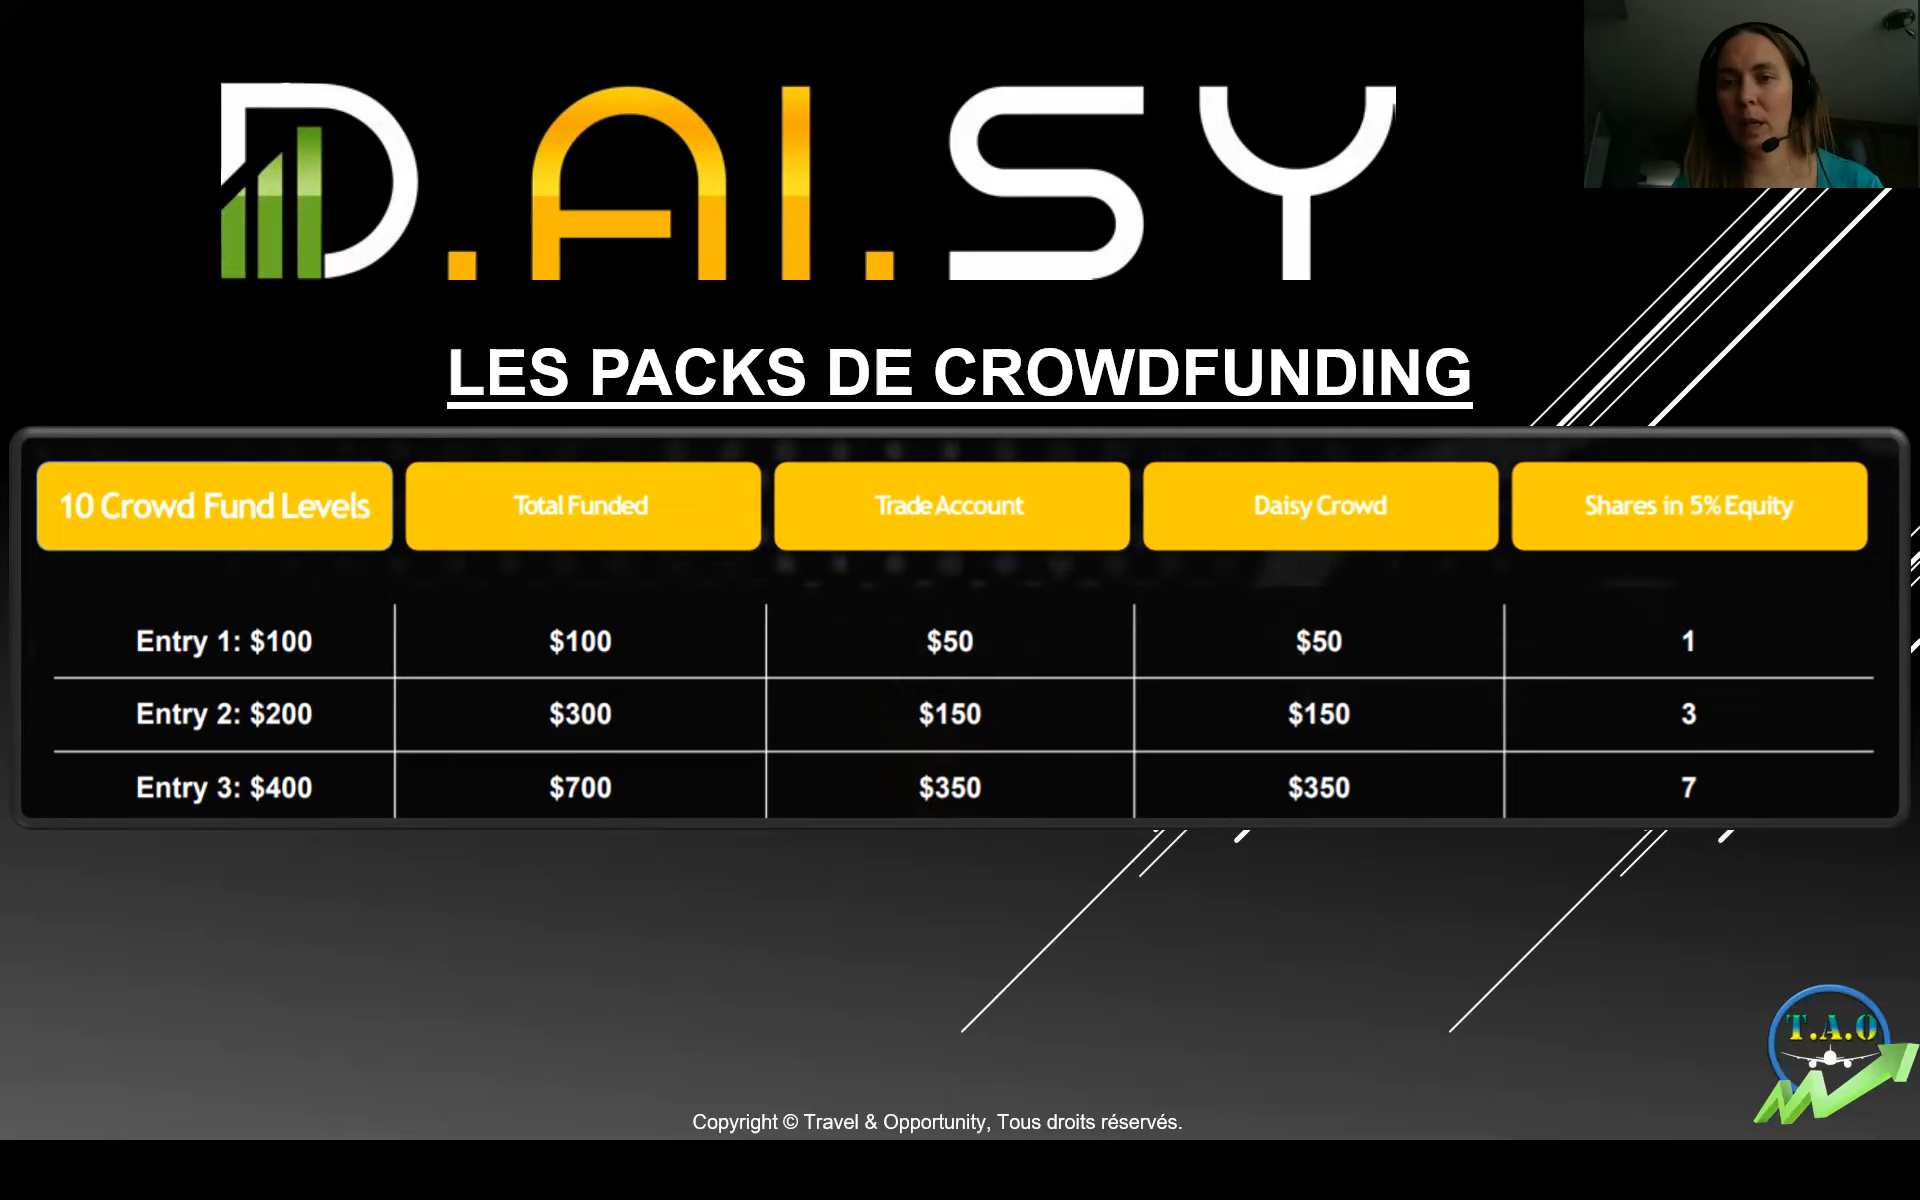 D.AI.SY
LES PACKS DE CROWDFUNDING
10 Crowd Fund Levels Total Funded Trade Account Daisy Crowd Shares in 5% Equity
Entry 1: $100 $100 $50 $50 1
Entry 2: $200 $300 $150 $150 3
Entry 3: $400 $700 $350 $350 7
T.A.O
Copyright © Travel & Opportunity, Tous droits réservés.